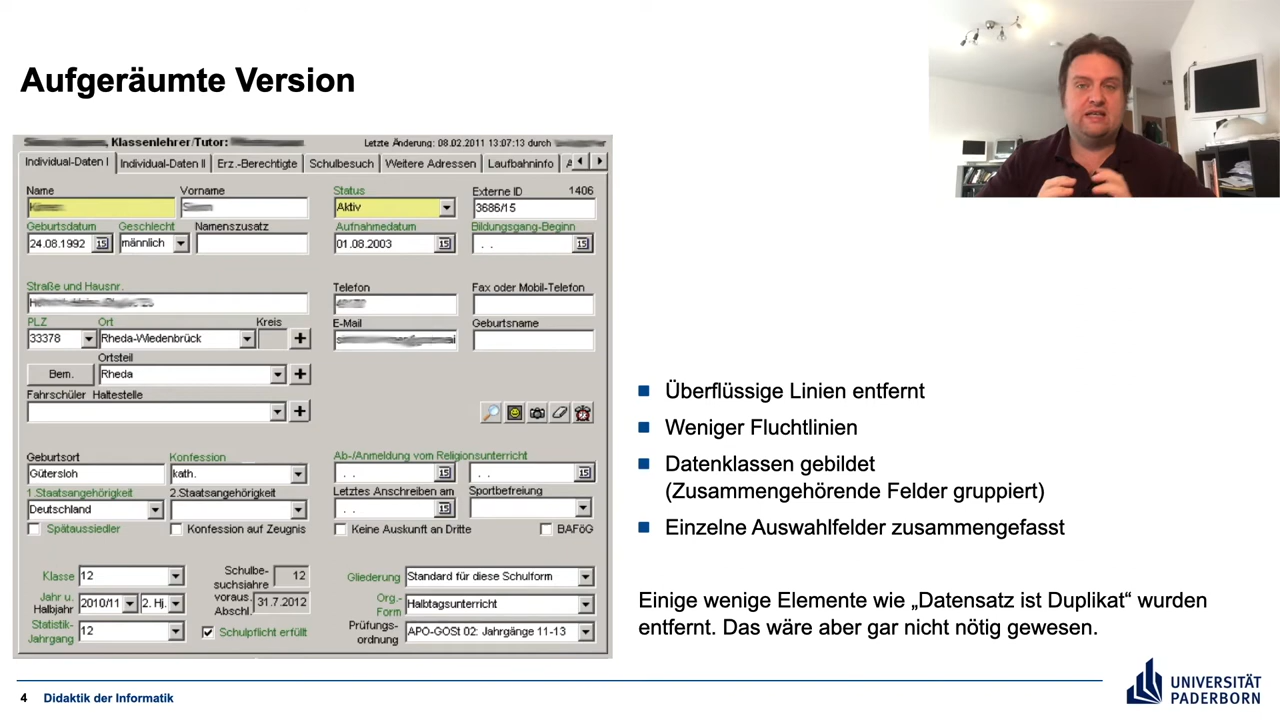 Aufgeräumte Version
, Klassenlehrer/Tutor:
Letzte Änderung: 08.02.2011 13:07:13 durch
Individual-Daten I Individual-Daten II Erz.-Berechtigte Schulbesuch Weitere Adressen Laufbahninfo
Name Vorname Status Externe ID 1406
Aktiv 3686/15
Geburtsdatum Geschlecht Namenszusatz Aufnahmedatum Bildungsgang-Beginn
24.08.1992 15 männlich 01.08.2003 15 . . 15
Straße und Hausnr. Telefon Fax oder Mobil-Telefon
PLZ Ort Kreis E-Mail Geburtsname
33378 Rheda-Wiedenbrück
Ortsteil
Bem. Rheda
Fahrschüler Haltestelle
Geburtsort Konfession Ab-/Anmeldung vom Religionsunterricht
Gütersloh kath. . . 15 . . 15
1.Staatsangehörigkeit 2.Staatsangehörigkeit Letztes Anschreiben am Sportbefreiung
Deutschland . . 15
Spätaussiedler Konfession auf Zeugnis Keine Auskunft an Dritte BAFöG
Klasse 12 Schulbe-suchsjahre 12 Gliederung Standard für diese Schulform
Jahr u. Halbjahr 2010/11 2. Hj. voraus. Abschl. 31.7.2012 Org.-Form Halbtagsunterricht
Statistik-Jahrgang 12 Schulpflicht erfüllt Prüfungs-ordnung APO-GOSt 02: Jahrgänge 11-13
Überflüssige Linien entfernt
Weniger Fluchtlinien
Datenklassen gebildet
(Zusammengehörende Felder gruppiert)
Einzelne Auswahlfelder zusammengefasst
Einige wenige Elemente wie „Datensatz ist Duplikat“ wurden
entfernt. Das wäre aber gar nicht nötig gewesen.
4 Didaktik der Informatik
UNIVERSITÄT
PADERBORN